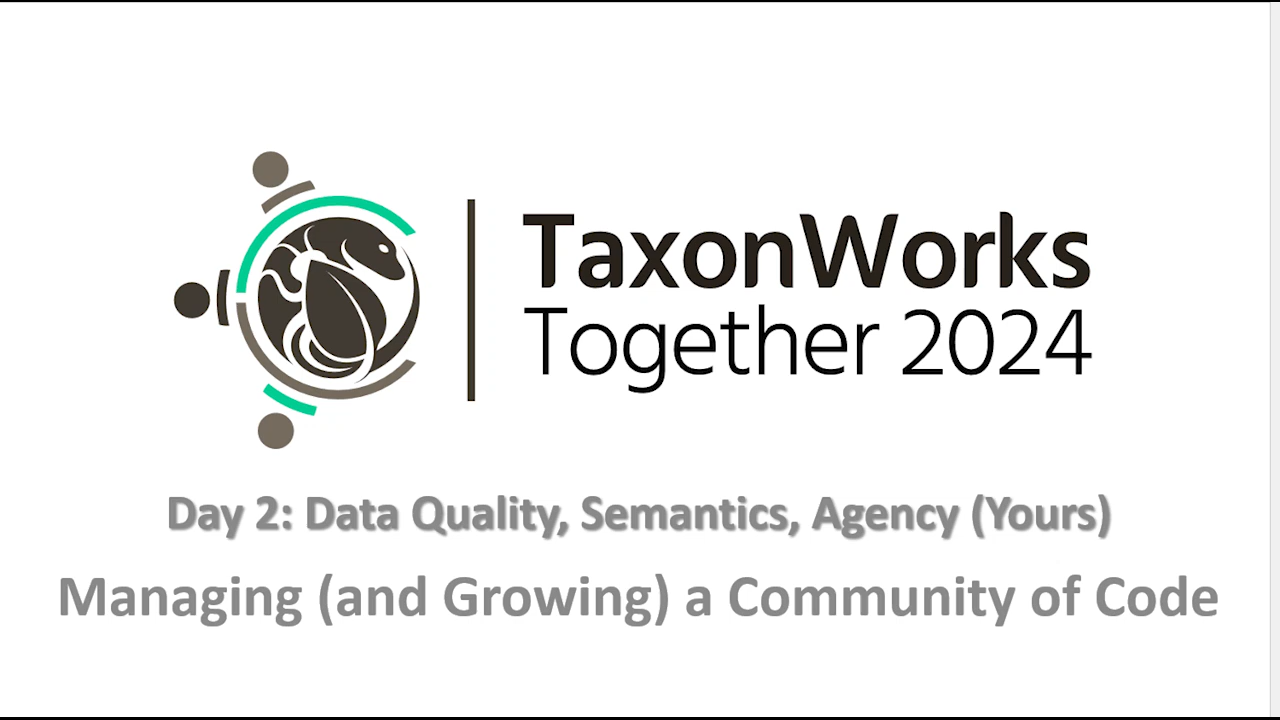 TaxonWorks
Together 2024
Day 2: Data Quality, Semantics, Agency (Yours)
Managing (and Growing) a Community of Code